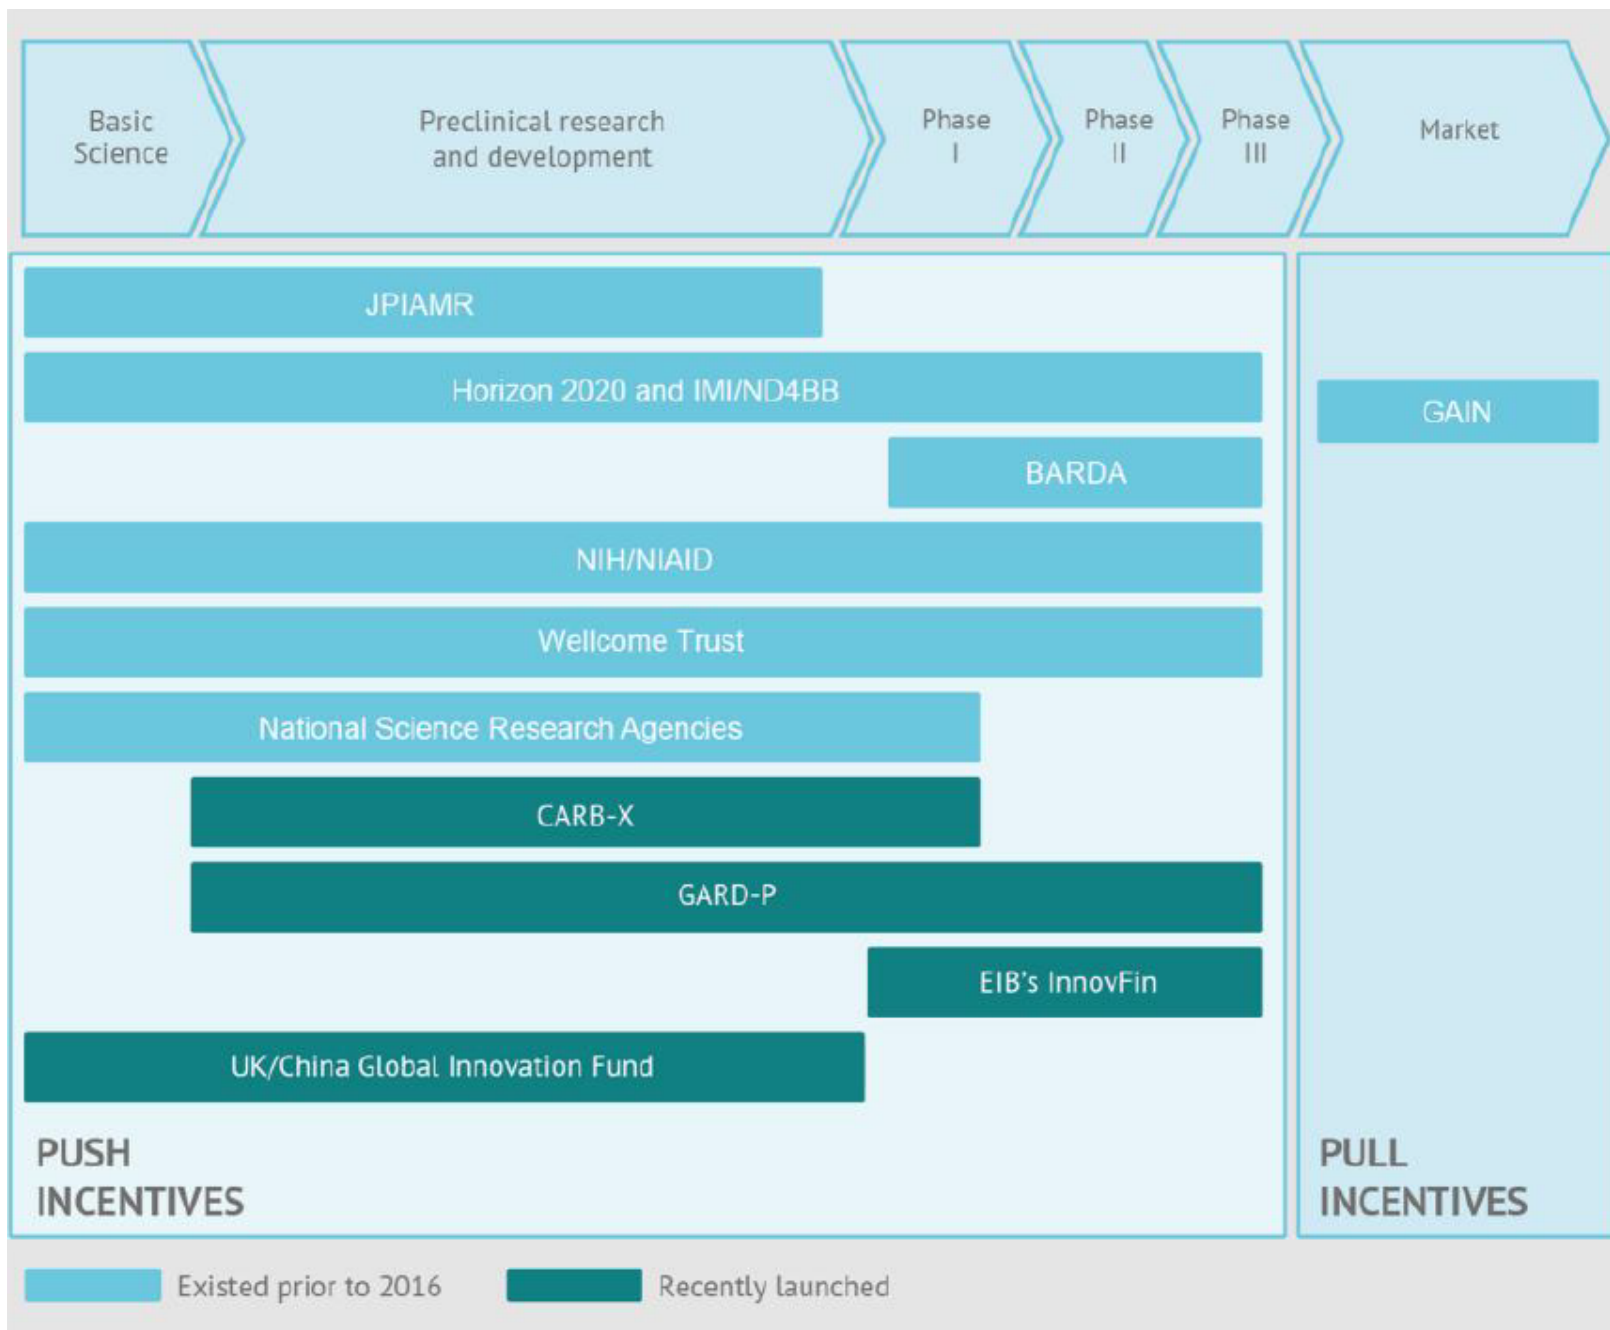 Basic
Science
Preclinical research
and development
Phase
I
Phase
II
Phase
III
Market
JPIAMR
Horizon 2020 and IMI/ND4BB
GAIN
BARDA
NIH/NIAID
Wellcome Trust
National Science Research Agencies
CARB-X
GARD-P
EIB's InnovFin
UK/China Global Innovation Fund
PUSH
INCENTIVES
PULL
INCENTIVES
Existed prior to 2016
Recently launched